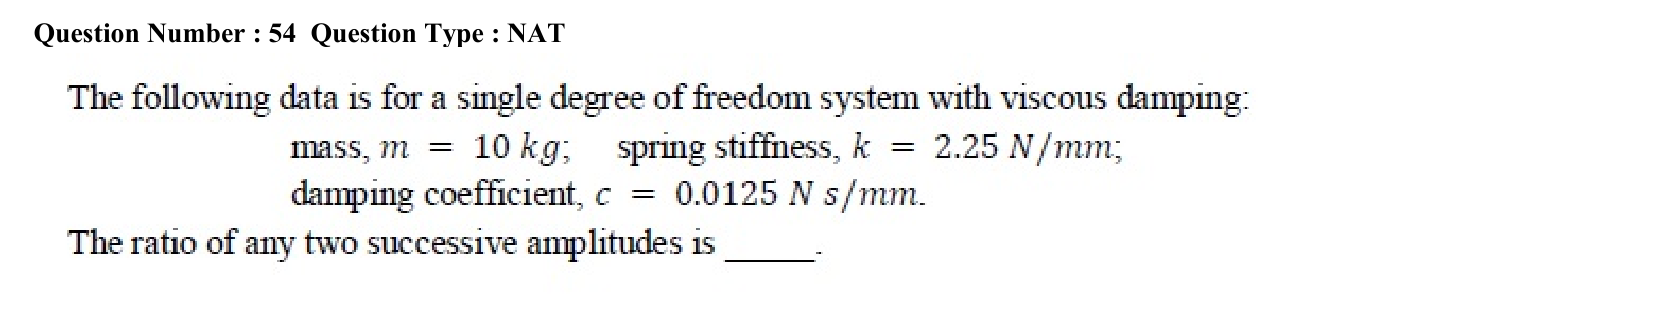 Question Number : 54 Question Type : NAT
The following data is for a single degree of freedom system with viscous damping:
mass, m = 10 kg; spring stiffness, k = 2.25 N/mm;
damping coefficient, c = 0.0125 N s/mm.
The ratio of any two successive amplitudes is _____.